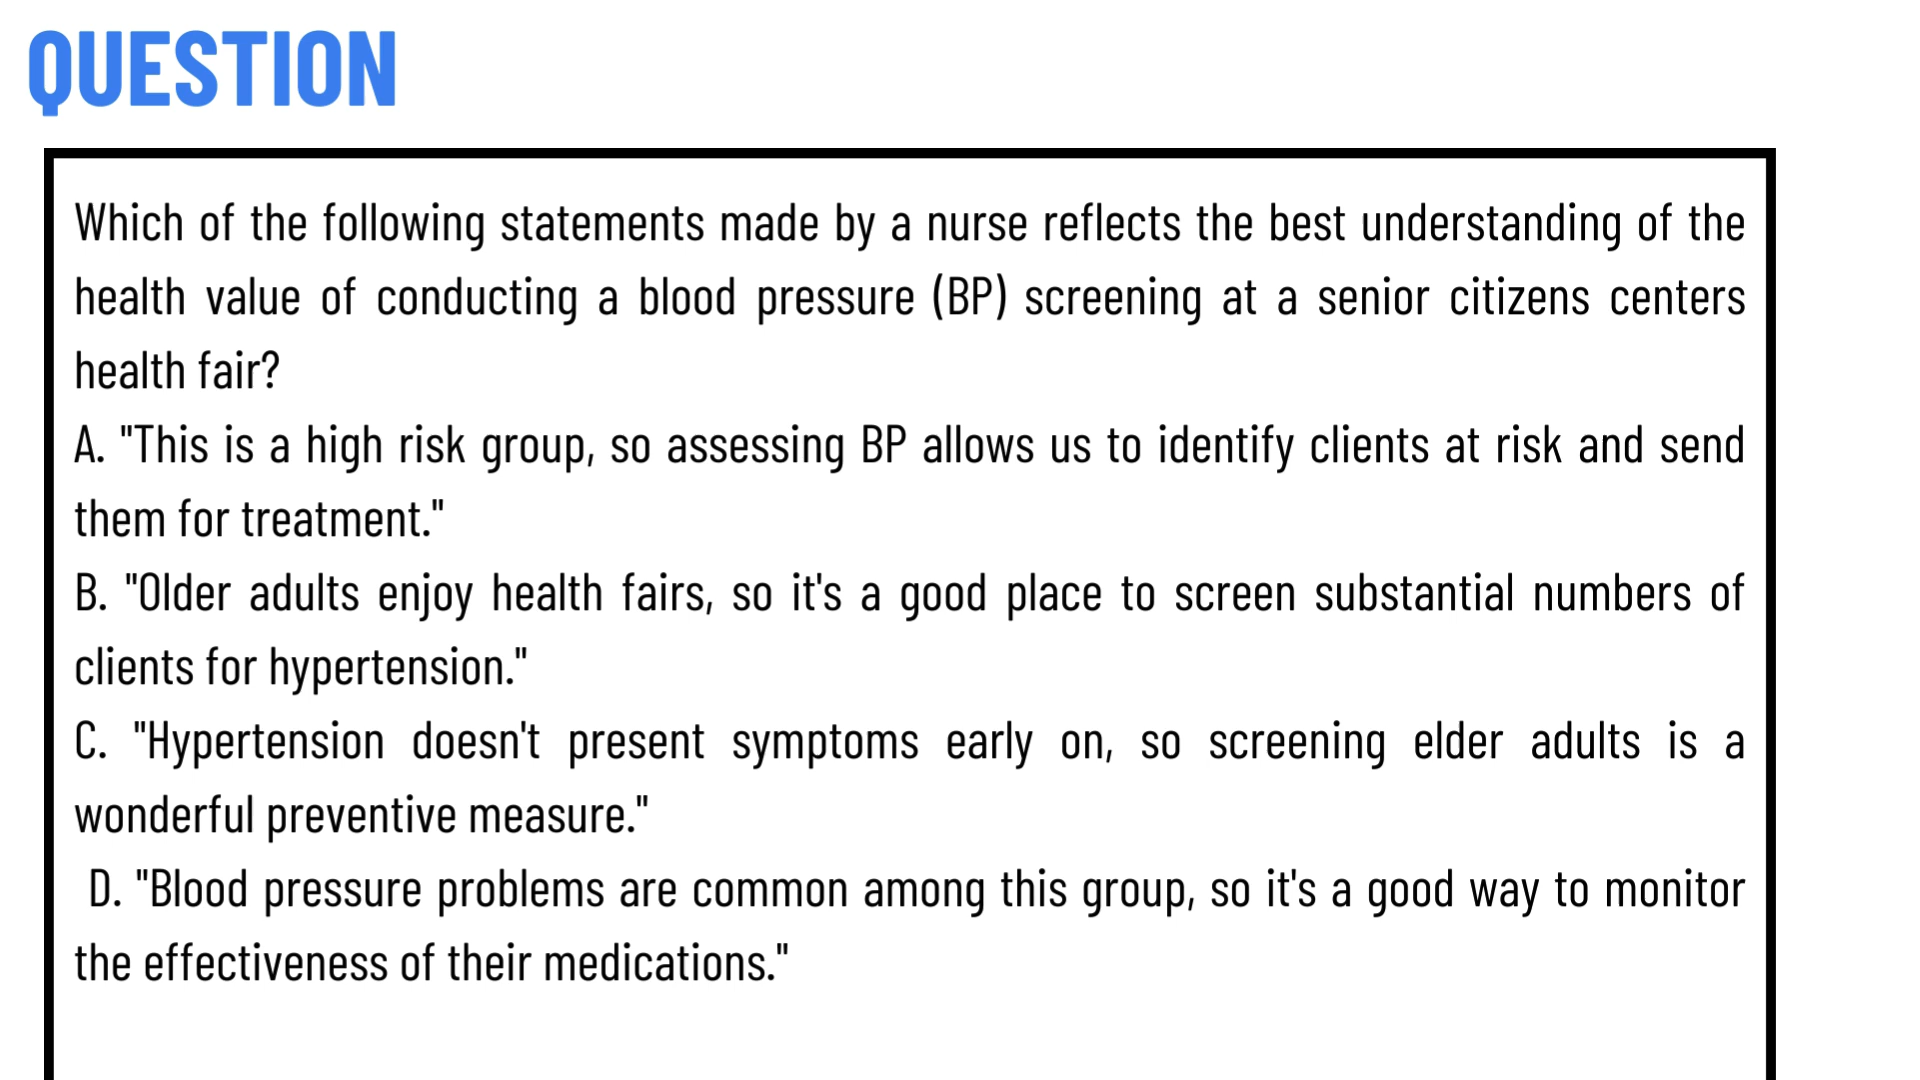 QUESTION
Which of the following statements made by a nurse reflects the best understanding of the
health value of conducting a blood pressure (BP) screening at a senior citizens centers
health fair?
A. "This is a high risk group, so assessing BP allows us to identify clients at risk and send
them for treatment."
B. "Older adults enjoy health fairs, so it's a good place to screen substantial numbers of
clients for hypertension."
C. "Hypertension doesn't present symptoms early on, so screening elder adults is a
wonderful preventive measure."
D. "Blood pressure problems are common among this group, so it's a good way to monitor
the effectiveness of their medications."